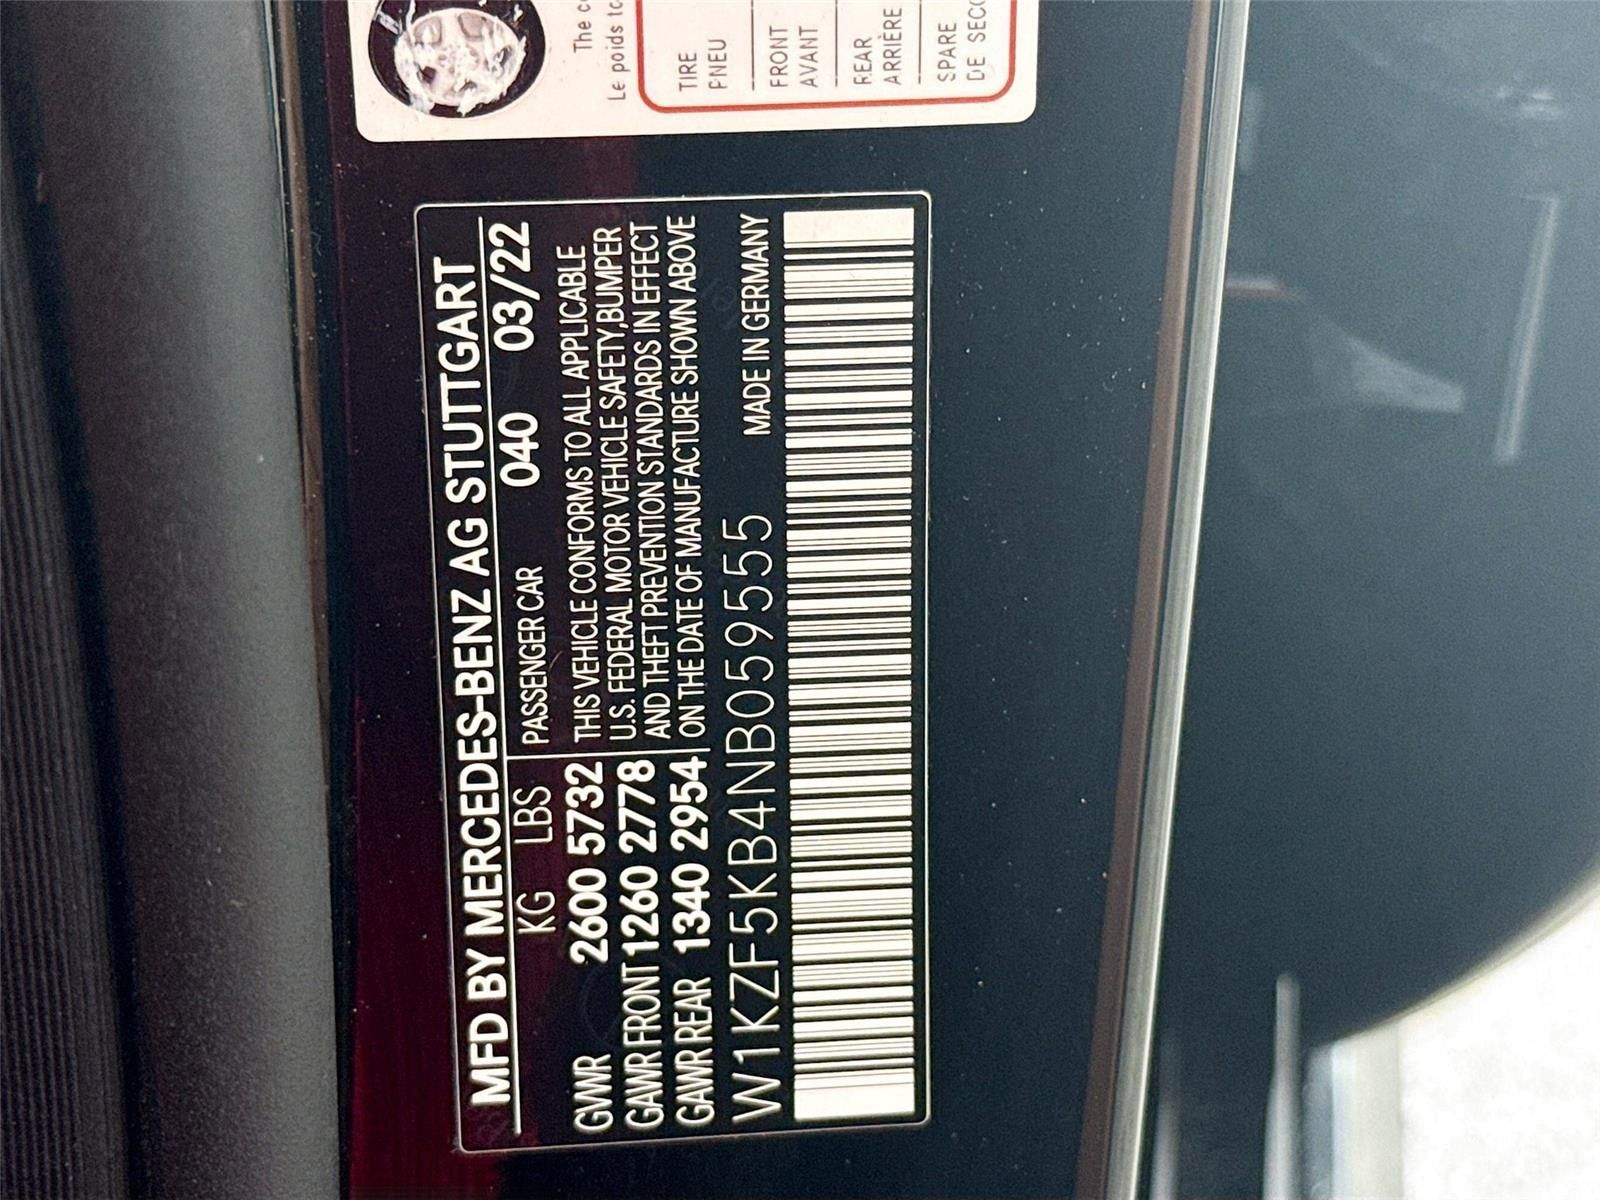 MFD BY MERCEDES-BENZ AG STUTTGART
KG LBS PASSENGER CAR 040 03/22
GVWR 2600 5732
GAWR FRONT 1260 2778
GAWR REAR 1340 2954
THIS VEHICLE CONFORMS TO ALL APPLICABLE
U.S. FEDERAL MOTOR VEHICLE SAFETY,BUMPER
AND THEFT PREVENTION STANDARDS IN EFFECT
ON THE DATE OF MANUFACTURE SHOWN ABOVE
W1KZF5KB4NB059555 MADE IN GERMANY
The
Le poids
TIRE
PNEU
FRONT
AVANT
REAR
ARRIÈRE
SPARE
DE